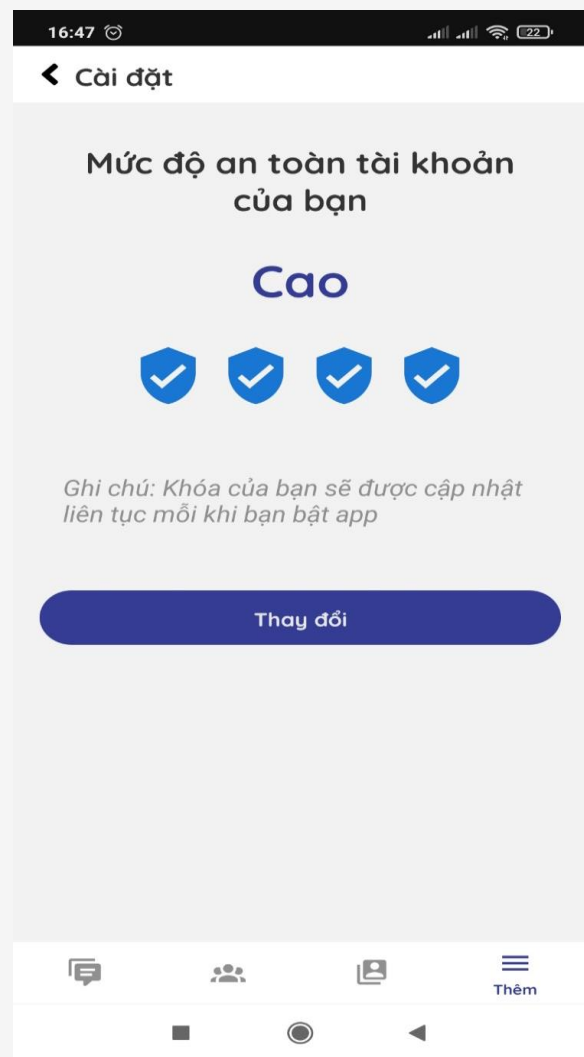 16:47
22
Cài đặt
Mức độ an toàn tài khoản
của bạn
Cao
Ghi chú: Khóa của bạn sẽ được cập nhật
liên tục mỗi khi bạn bật app
Thay đổi
Thêm